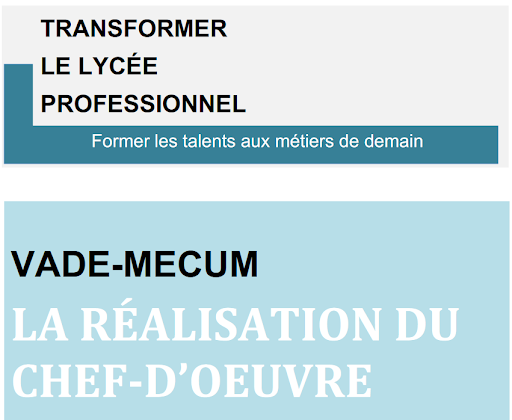 TRANSFORMER
LE LYCÉE
PROFESSIONNEL
Former les talents aux métiers de demain
VADE-MECUM
LA RÉALISATION DU
CHEF-D’OEUVRE